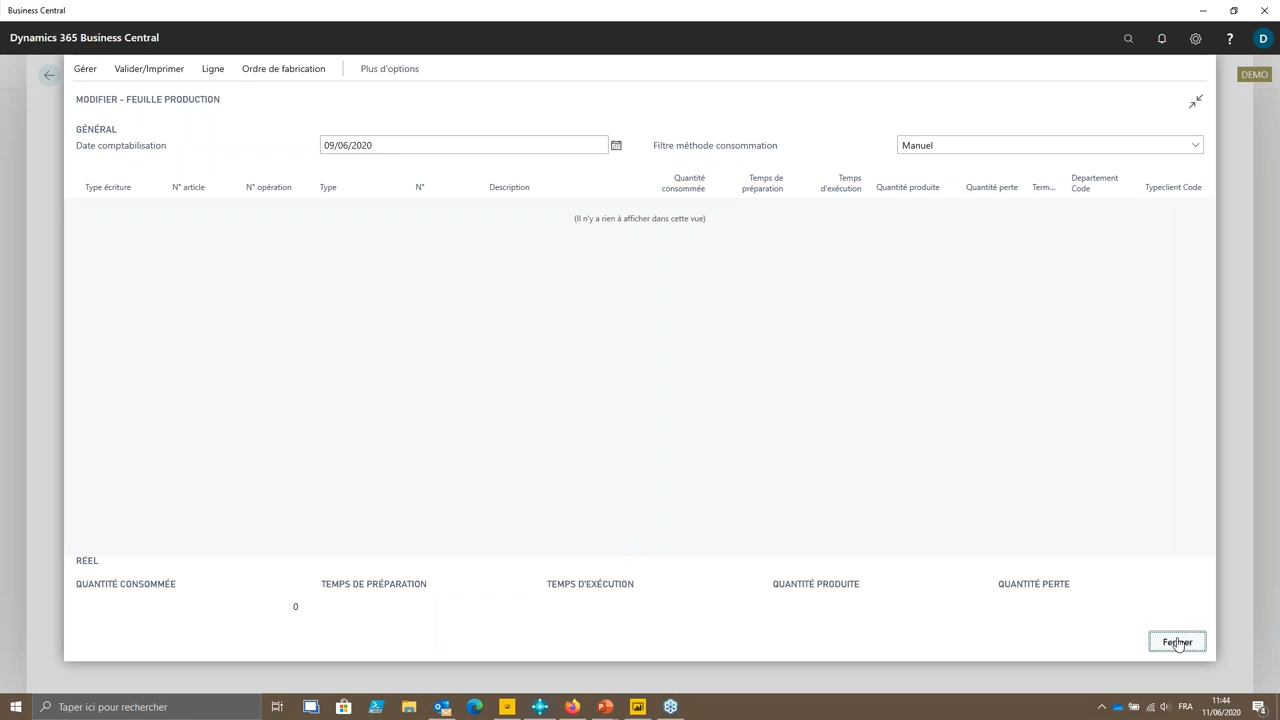 Business Central
Dynamics 365 Business Central
D
DEMO
Gérer Valider/Imprimer Ligne Ordre de fabrication Plus d'options
MODIFIER - FEUILLE PRODUCTION
GÉNÉRAL
Date comptabilisation 09/06/2020 Filtre méthode consommation Manuel
Type écriture N° article N° opération Type N° Description Quantité consommée Temps de préparation Temps d'exécution Quantité produite Quantité perte Term... Departement Code Typeclient Code
(Il n'y a rien à afficher dans cette vue)
RÉEL
QUANTITÉ CONSOMMÉE TEMPS DE PRÉPARATION TEMPS D'EXÉCUTION QUANTITÉ PRODUITE QUANTITÉ PERTE
0
Fermer
Taper ici pour rechercher
FRA
11:44
11/06/2020
4